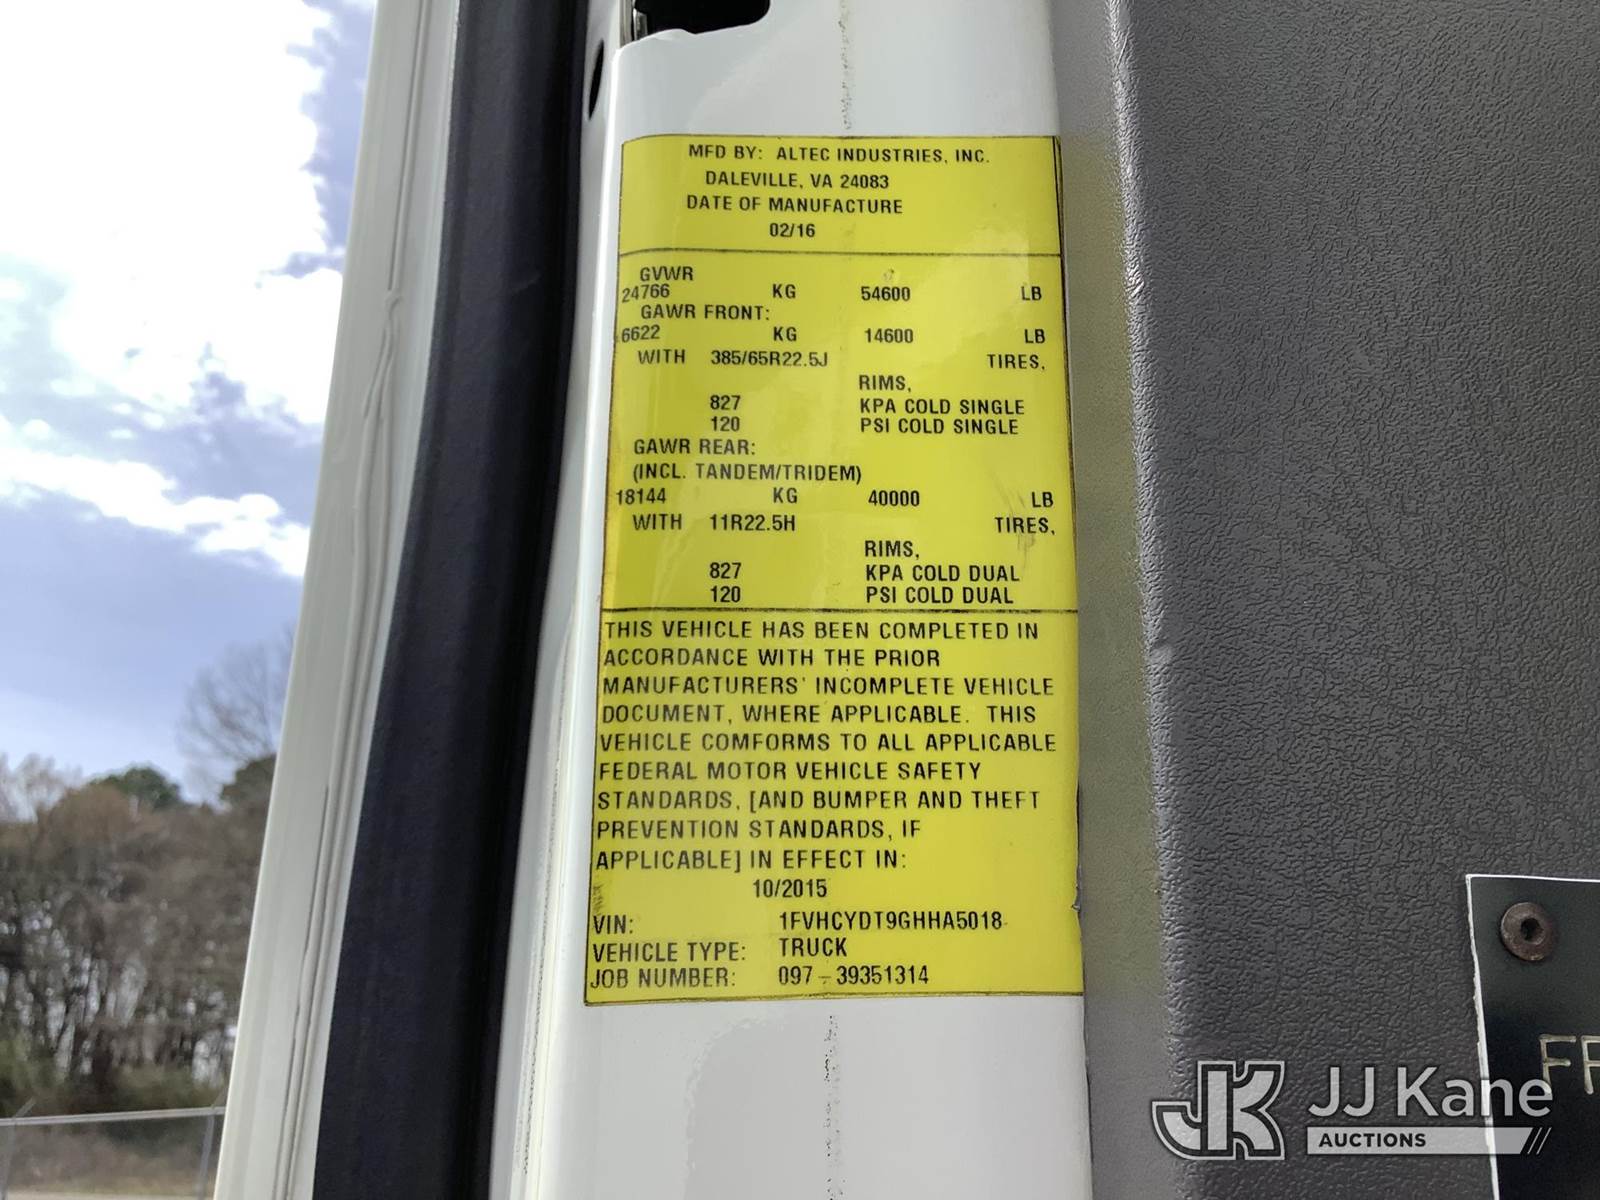 MFD BY: ALTEC INDUSTRIES, INC.
DALEVILLE, VA 24083
DATE OF MANUFACTURE
02/16
GVWR
24766 KG 54600 LB
GAWR FRONT:
6622 KG 14600 LB
WITH 385/65R22.5J TIRES,
RIMS,
827 KPA COLD SINGLE
120 PSI COLD SINGLE
GAWR REAR:
(INCL. TANDEM/TRIDEM)
18144 KG 40000 LB
WITH 11R22.5H TIRES,
RIMS,
827 KPA COLD DUAL
120 PSI COLD DUAL
THIS VEHICLE HAS BEEN COMPLETED IN
ACCORDANCE WITH THE PRIOR
MANUFACTURERS' INCOMPLETE VEHICLE
DOCUMENT, WHERE APPLICABLE. THIS
VEHICLE COMFORMS TO ALL APPLICABLE
FEDERAL MOTOR VEHICLE SAFETY
STANDARDS, [AND BUMPER AND THEFT
PREVENTION STANDARDS, IF
APPLICABLE] IN EFFECT IN:
10/2015
VIN: 1FVHCYDT9GHHA5018
VEHICLE TYPE: TRUCK
JOB NUMBER: 097-39351314
JJ Kane
AUCTIONS